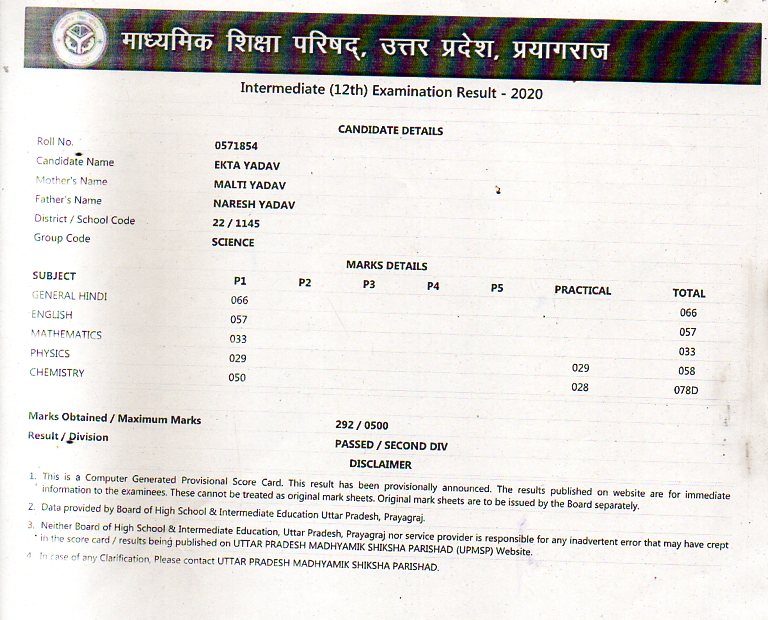 माध्यमिक शिक्षा परिषद्, उत्तर प्रदेश, प्रयागराज
Intermediate (12th) Examination Result - 2020
CANDIDATE DETAILS
Roll No. 0571854
Candidate Name EKTA YADAV
Mother's Name MALTI YADAV
Father's Name NARESH YADAV
District / School Code 22 / 1145
Group Code SCIENCE
MARKS DETAILS
SUBJECT P1 P2 P3 P4 P5 PRACTICAL TOTAL
GENERAL HINDI 066 066
ENGLISH 057 057
MATHEMATICS 033 033
PHYSICS 029 029 058
CHEMISTRY 050 028 078D
Marks Obtained / Maximum Marks 292 / 0500
Result / Division PASSED / SECOND DIV
DISCLAIMER
1. This is a Computer Generated Provisional Score Card. This result has been provisionally announced. The results published on website are for immediate
information to the examinees. These cannot be treated as original mark sheets. Original mark sheets are to be issued by the Board separately.
2. Data provided by Board of High School & Intermediate Education Uttar Pradesh, Prayagraj.
3. Neither Board of High School & Intermediate Education, Uttar Pradesh, Prayagraj nor service provider is responsible for any inadvertent error that may have crept
in the score card / results being published on UTTAR PRADESH MADHYAMIK SHIKSHA PARISHAD (UPMSP) Website.
4. In case of any Clarification, Please contact UTTAR PRADESH MADHYAMIK SHIKSHA PARISHAD.